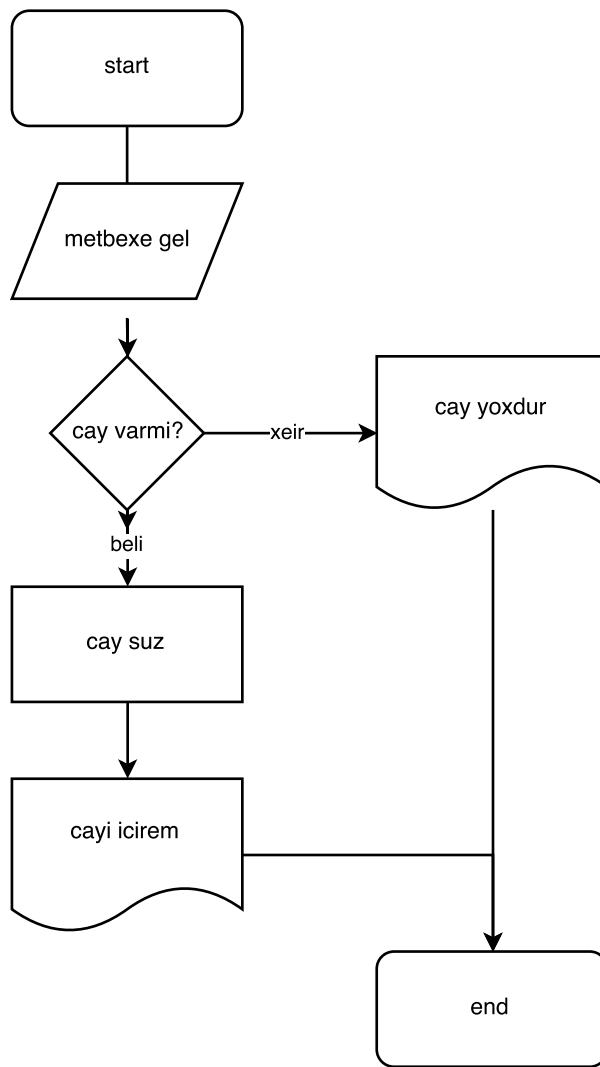 start
metbexe gel
cay varmi?
xeir
cay yoxdur
beli
cay suz
cayi icirem
end